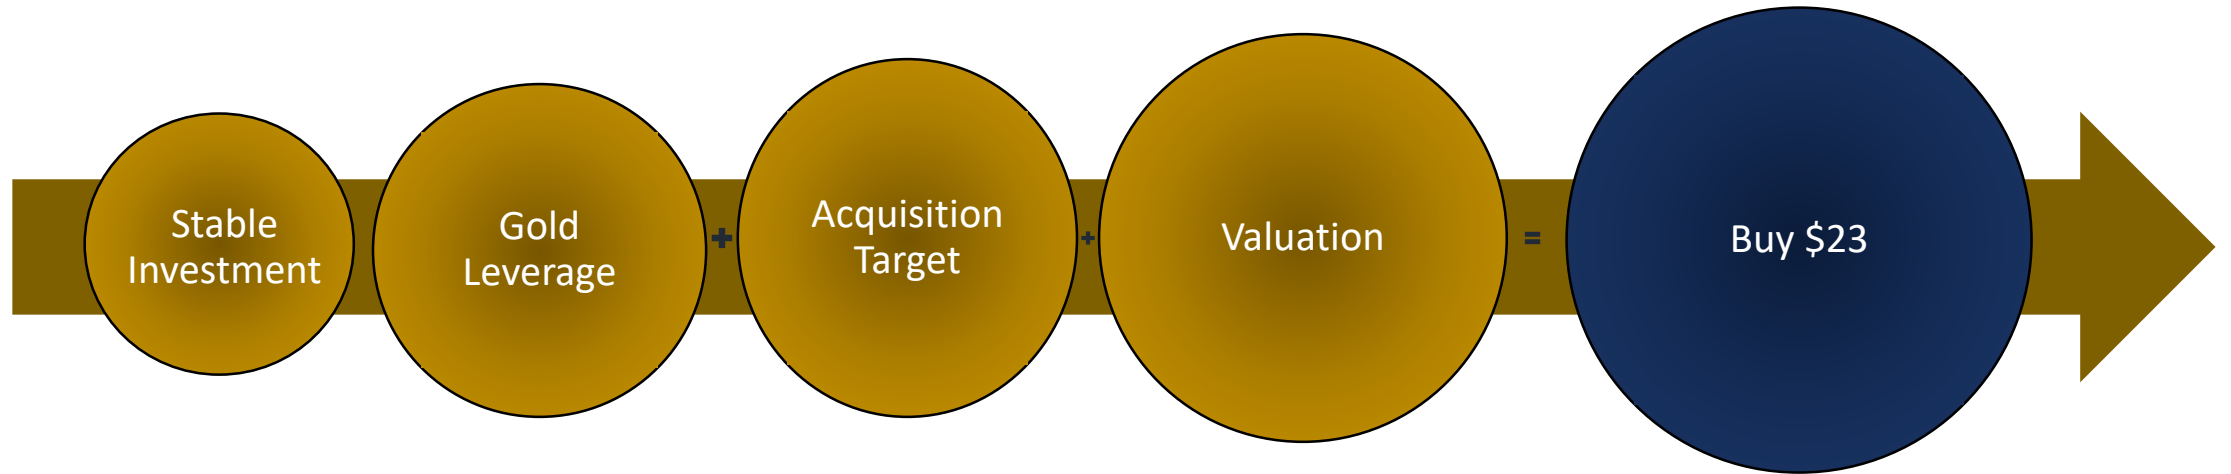 Stable
Investment
Gold
Leverage
+
Acquisition
Target
+
Valuation
=
Buy $23